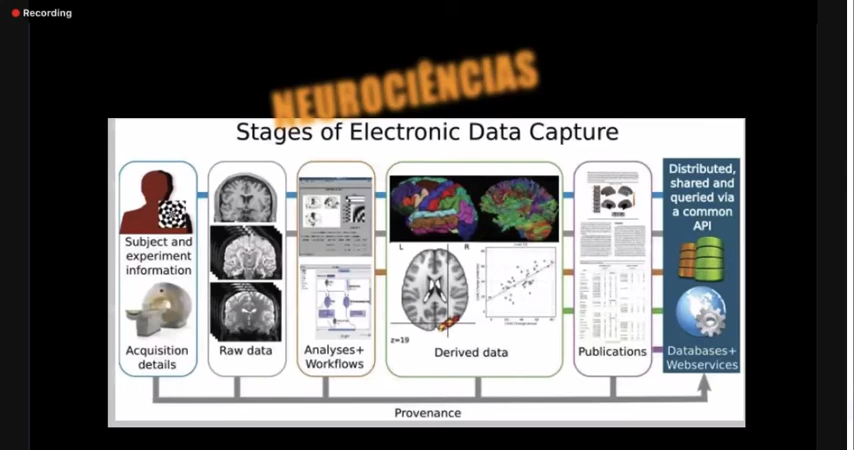 Recording
NEUROCIÊNCIAS
Stages of Electronic Data Capture
Subject and
experiment
information
Acquisition
details
Raw data
Analyses+
Workflows
L
R
z=19
Derived data
Publications
Distributed,
shared and
queried via
a common
API
Databases+
Webservices
Provenance